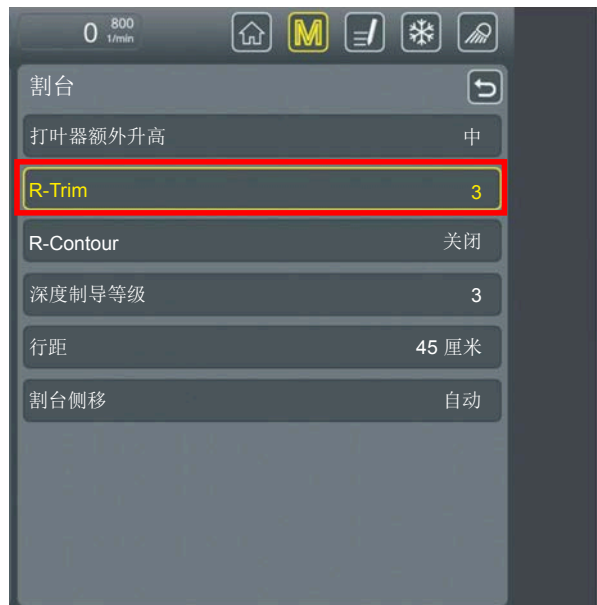 0 800 1/min
M
割台
打叶器额外升高 中
R-Trim 3
R-Contour 关闭
深度制导等级 3
行距 45 厘米
割台侧移 自动